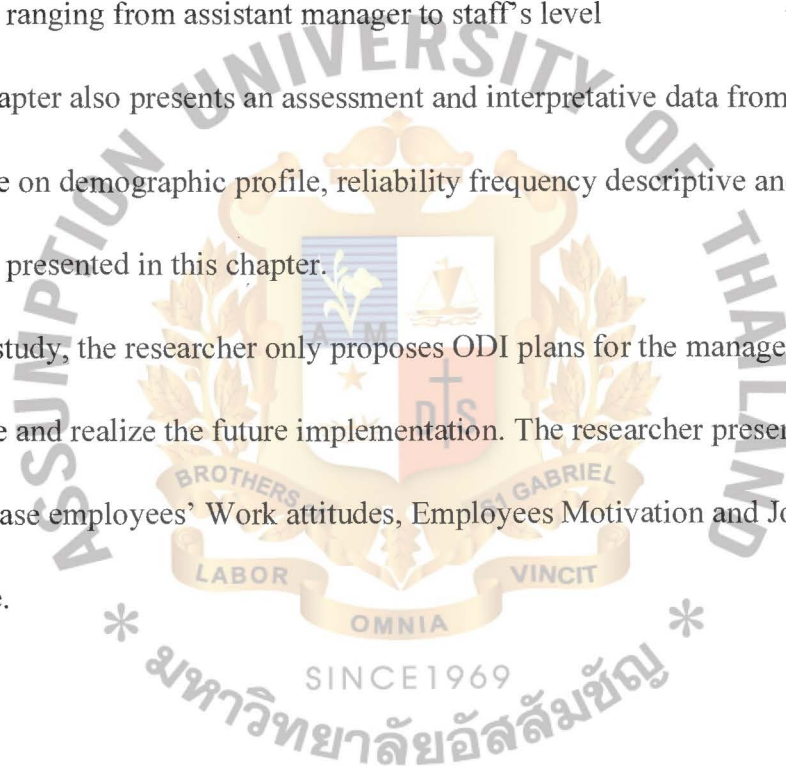 ranging from assistant manager to staff's level
apter also presents an assessment and interpretative data from
e on demographic profile, reliability frequency descriptive an
presented in this chapter.
study, the researcher only proposes ODI plans for the manage
e and realize the future implementation. The researcher presen
ase employees' Work attitudes, Employees Motivation and Jo
e.
ASSUMPTION UNIVERSITY OF THAILAND
A M
D S
BROTHERS
ST GABRIEL
LABOR
VINCIT
OMNIA
SINCE1969
* มหาวิทยาลัยอัสสัมชัญ *